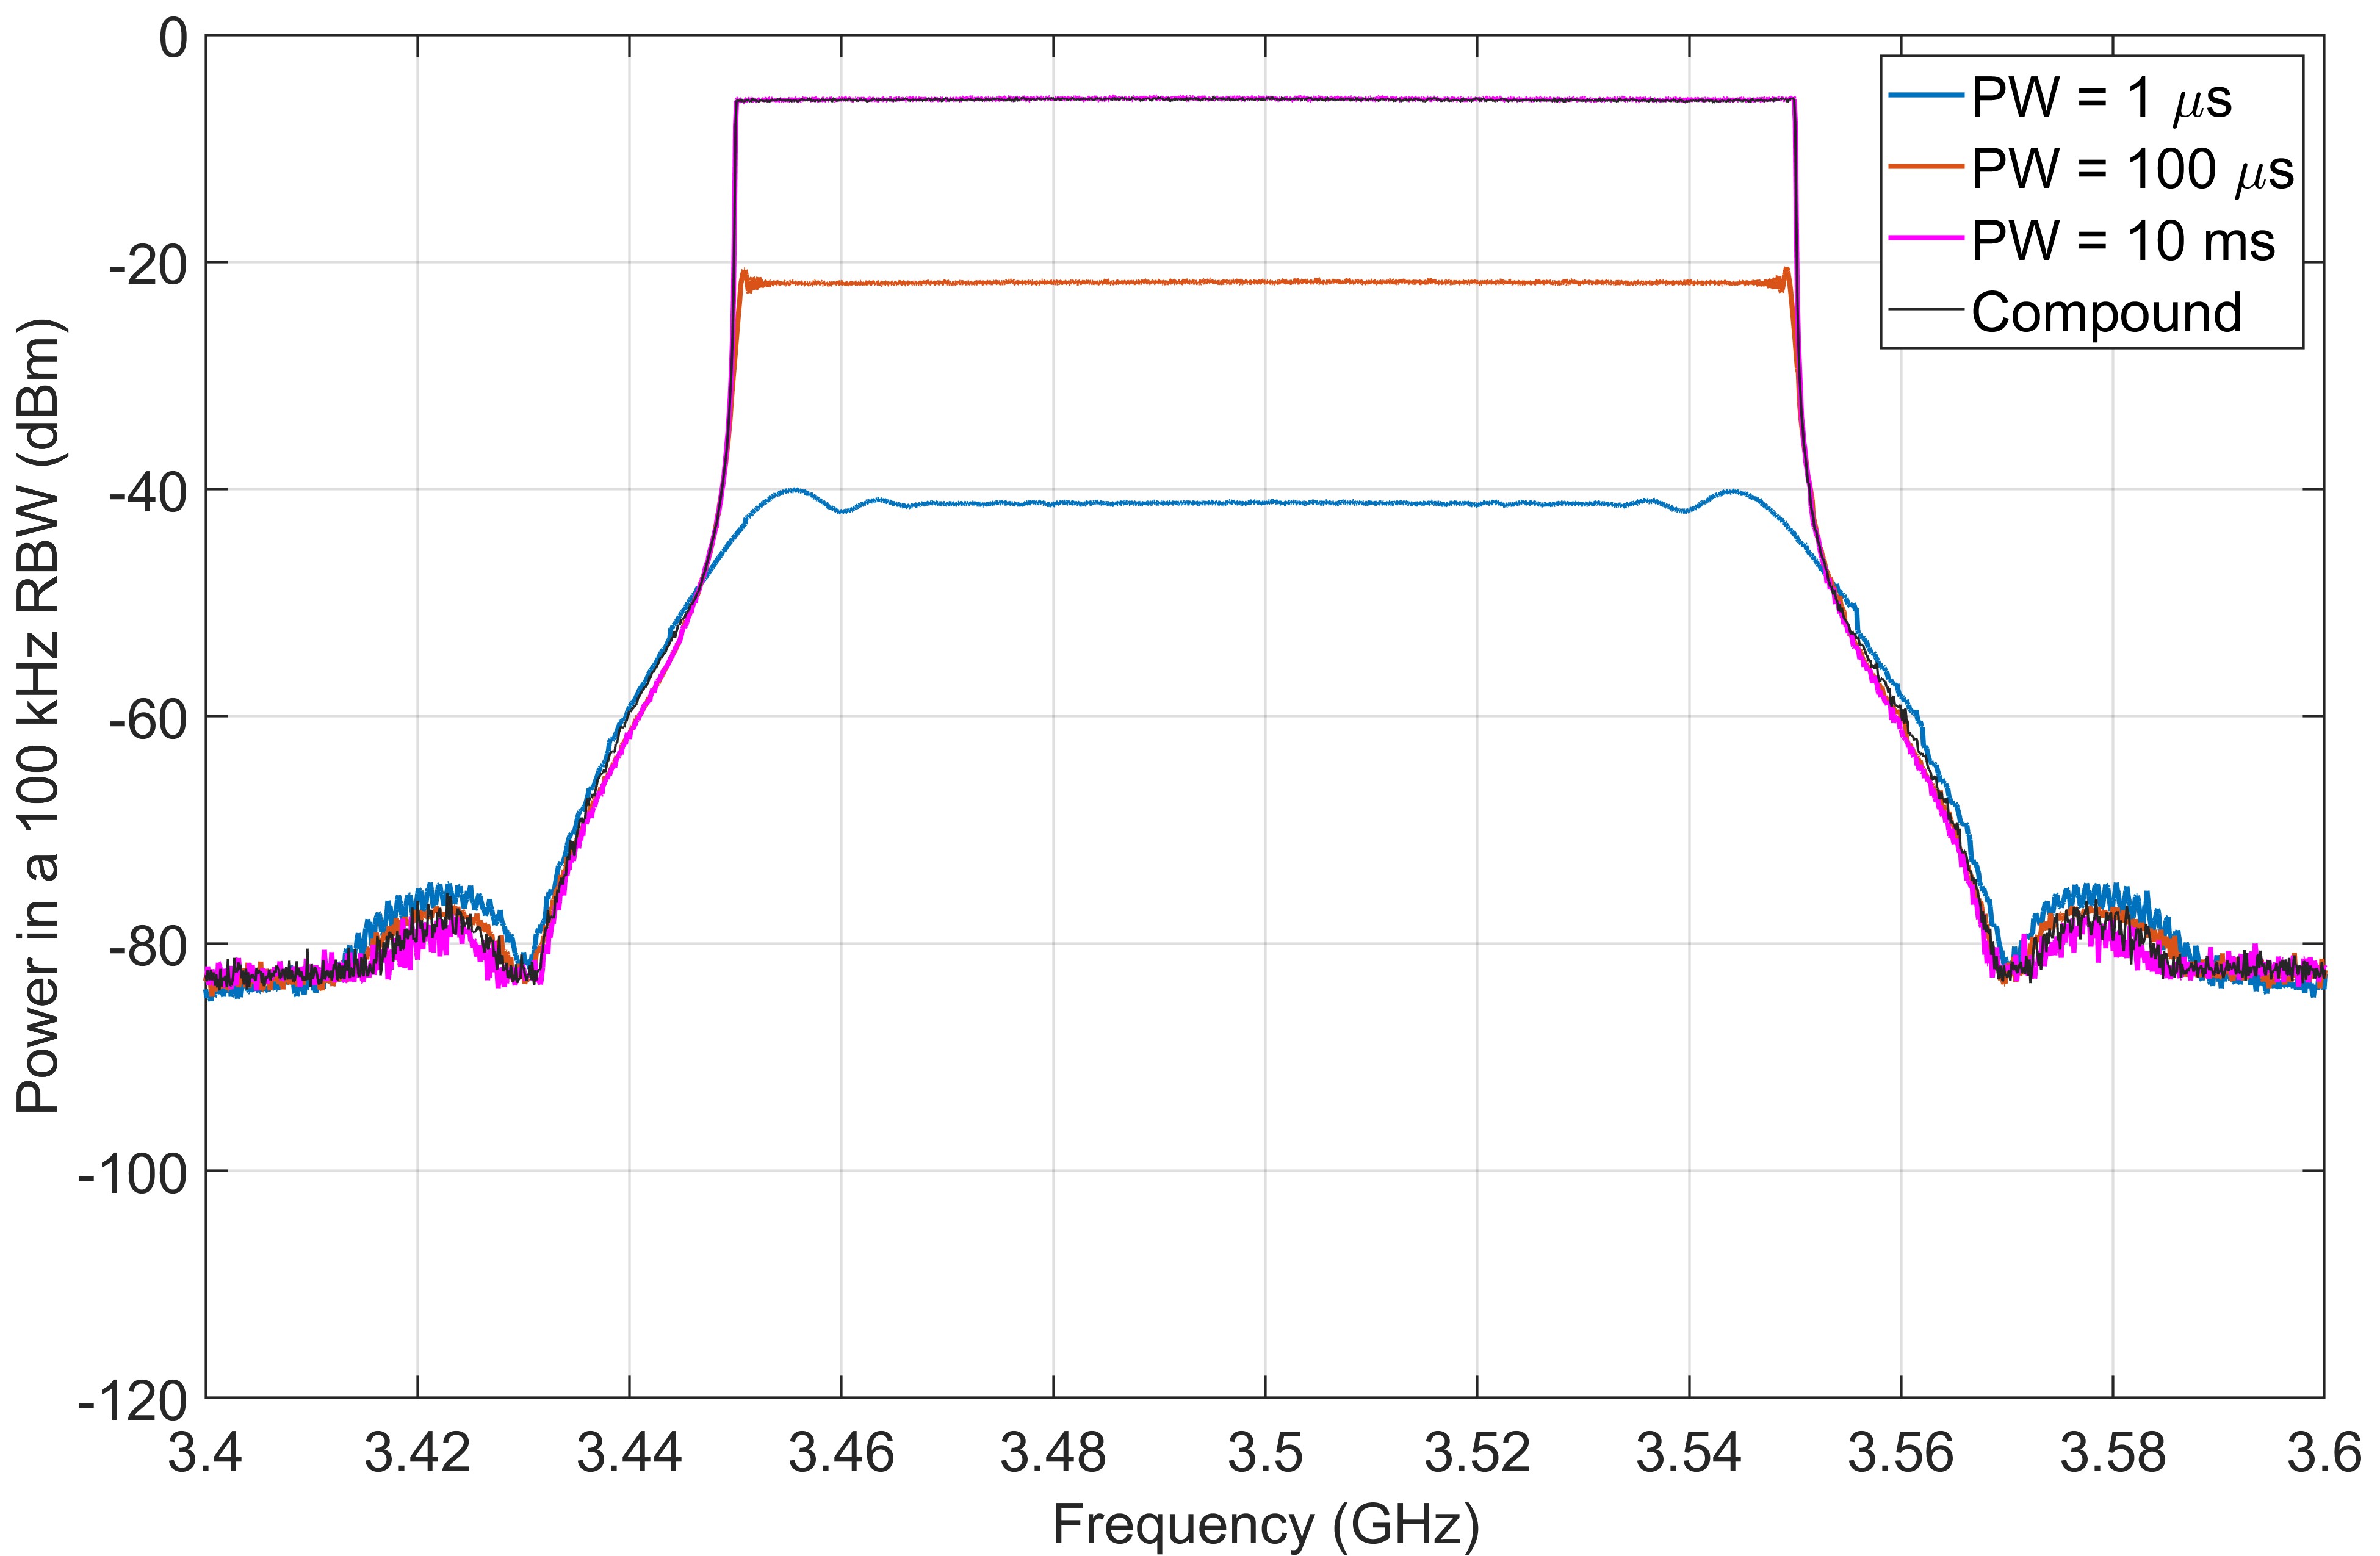 0
-20
-40
-60
-80
-100
-120
Power in a 100 kHz RBW (dBm)
PW = 1 μs
PW = 100 μs
PW = 10 ms
Compound
3.4 3.42 3.44 3.46 3.48 3.5 3.52 3.54 3.56 3.58 3.6
Frequency (GHz)